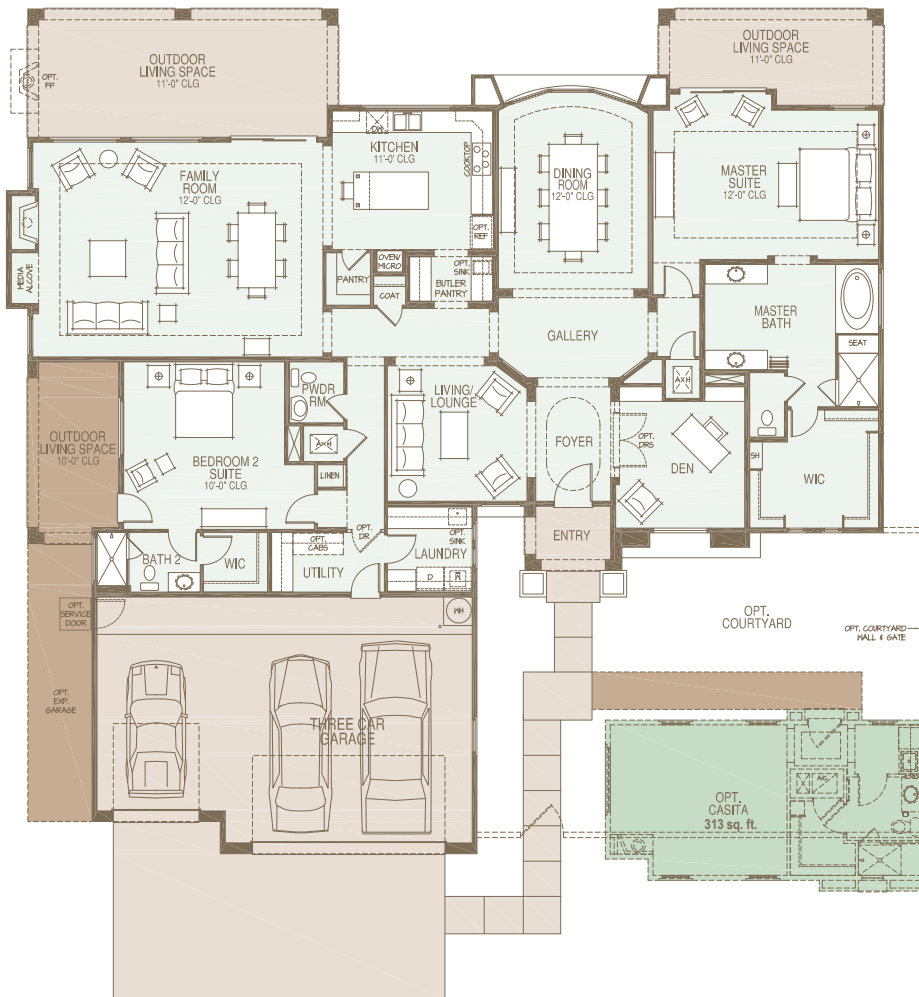 OUTDOOR
LIVING SPACE
11'-0" CLG
OPT.
FP
OUTDOOR
LIVING SPACE
11'-0" CLG
DW
KITCHEN
11'-0" CLG
COOKTOP
FAMILY
ROOM
12'-0" CLG
DINING
ROOM
12'-0" CLG
MASTER
SUITE
12'-0" CLG
OPT.
REF
MEDIA
ALCOVE
PANTRY
OVEN/
MICRO
OPT.
SINK
BUTLER
PANTRY
COAT
MASTER
BATH
GALLERY
SEAT
PWDR
RM
LIVING/
LOUNGE
AXH
OUTDOOR
LIVING SPACE
10'-0" CLG
AXH
FOYER
OPT.
DRS
DEN
BEDROOM 2
SUITE
10'-0" CLG
LINEN
SH
WIC
BATH 2
WIC
OPT.
CABS
UTILITY
OPT.
DR
OPT.
SINK
LAUNDRY
D
W
ENTRY
WH
OPT.
SERVICE
DOOR
OPT.
COURTYARD
OPT. COURTYARD
WALL & GATE
OPT.
EXP.
GARAGE
THREE CAR
GARAGE
OPT.
CASITA
313 sq. ft.
AC